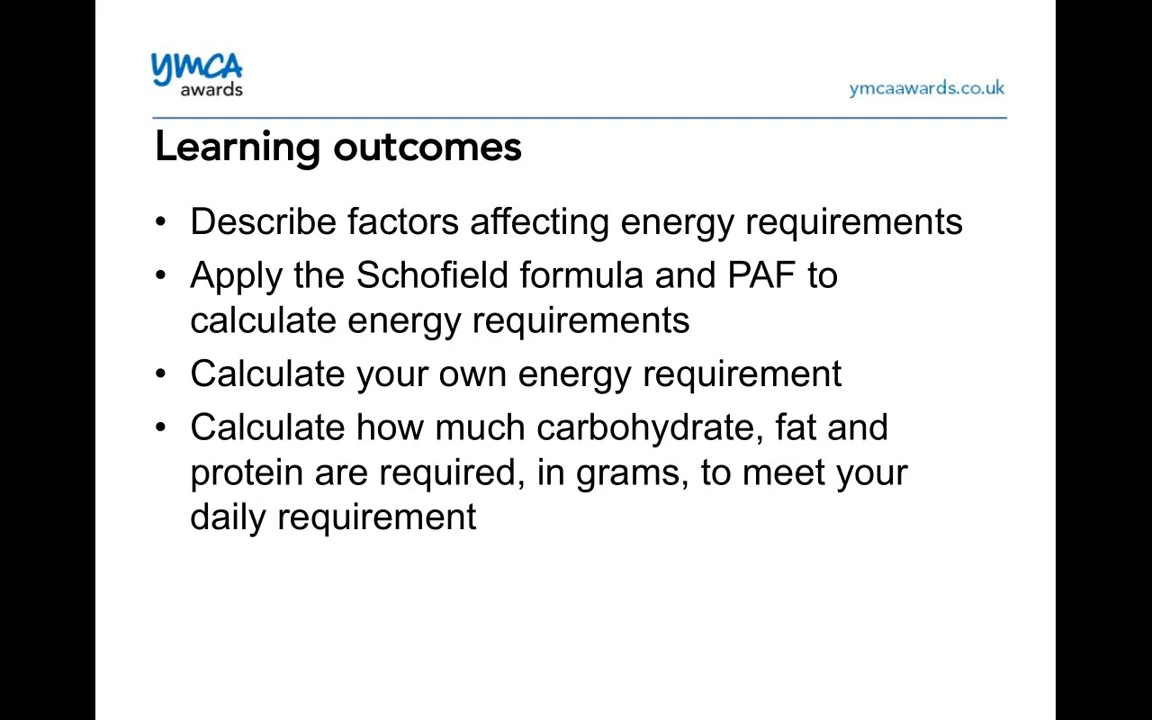 ymca
awards
ymcaawards.co.uk
Learning outcomes
• Describe factors affecting energy requirements
• Apply the Schofield formula and PAF to
calculate energy requirements
• Calculate your own energy requirement
• Calculate how much carbohydrate, fat and
protein are required, in grams, to meet your
daily requirement